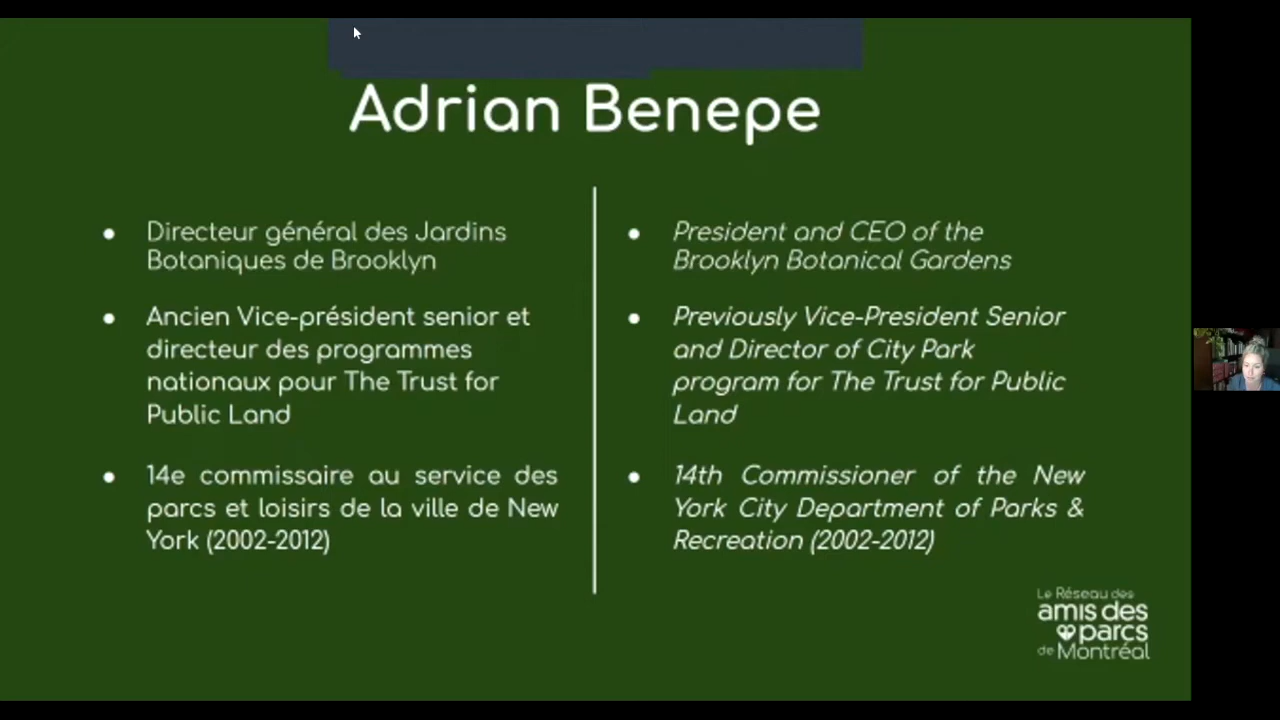 Adrian Benepe
● Directeur général des Jardins
Botaniques de Brooklyn
● Ancien Vice-président senior et
directeur des programmes
nationaux pour The Trust for
Public Land
● 14e commissaire au service des
parcs et loisirs de la ville de New
York (2002-2012)
● President and CEO of the
Brooklyn Botanical Gardens
● Previously Vice-President Senior
and Director of City Park
program for The Trust for Public
Land
● 14th Commissioner of the New
York City Department of Parks &
Recreation (2002-2012)
Le Réseau des
amis des
parcs
de Montréal